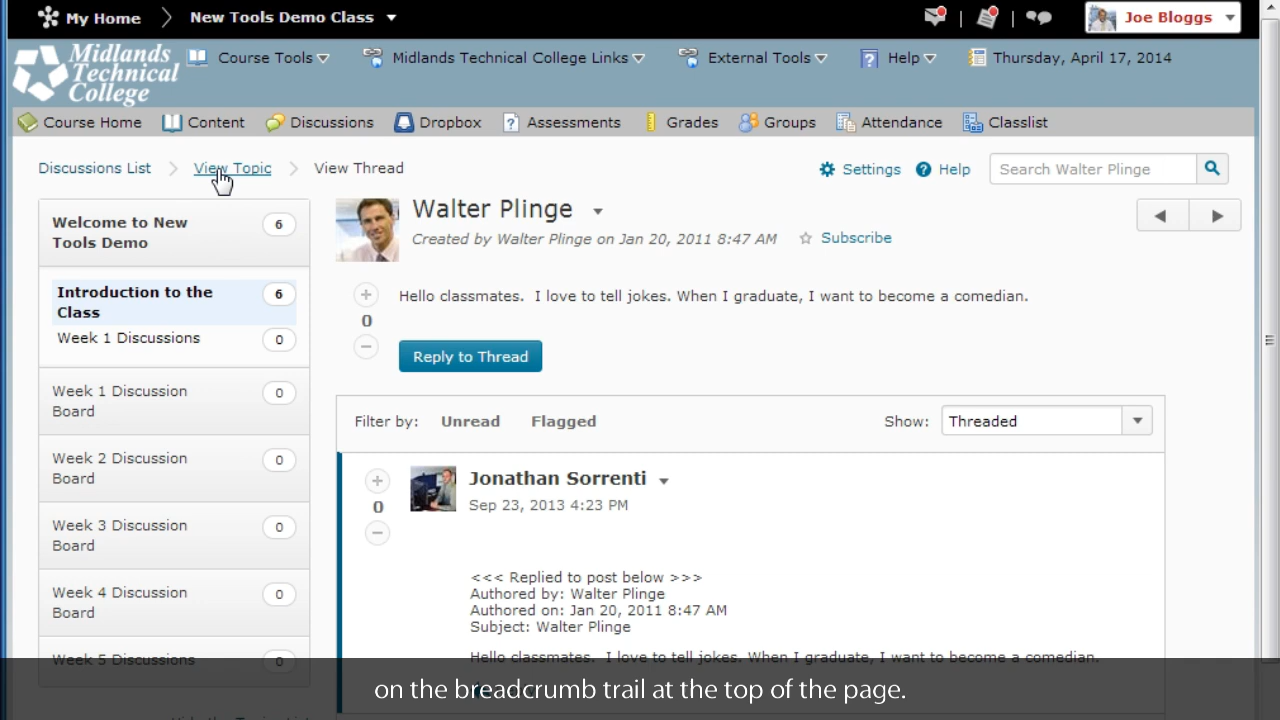 My Home
New Tools Demo Class
Joe Bloggs
Midlands
Technical
College
Course Tools
Midlands Technical College Links
External Tools
Help
Thursday, April 17, 2014
Course Home
Content
Discussions
Dropbox
Assessments
Grades
Groups
Attendance
Classlist
Discussions List
View Topic
View Thread
Settings
Help
Search Walter Plinge
Welcome to New
Tools Demo
6
Introduction to the
Class
6
Week 1 Discussions
0
Week 1 Discussion
Board
0
Week 2 Discussion
Board
0
Week 3 Discussion
Board
0
Week 4 Discussion
Board
0
Week 5 Discussions
0
Walter Plinge
Created by Walter Plinge on Jan 20, 2011 8:47 AM
Subscribe
0
Hello classmates. I love to tell jokes. When I graduate, I want to become a comedian.
Reply to Thread
Filter by:
Unread
Flagged
Show:
Threaded
0
Jonathan Sorrenti
Sep 23, 2013 4:23 PM
<<< Replied to post below >>>
Authored by: Walter Plinge
Authored on: Jan 20, 2011 8:47 AM
Subject: Walter Plinge
Hello classmates. I love to tell jokes. When I graduate, I want to become a comedian.
on the breadcrumb trail at the top of the page.